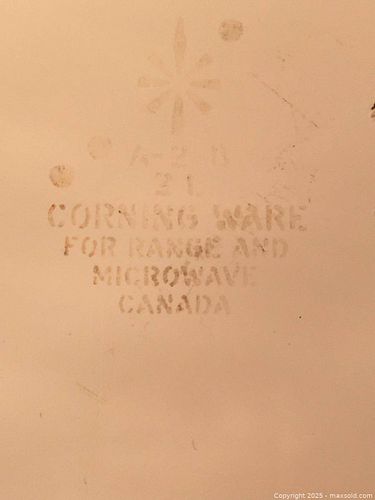 A-2-B
2 L
CORNING WARE
FOR RANGE AND
MICROWAVE
CANADA
Copyright 2025 - maxsold.com